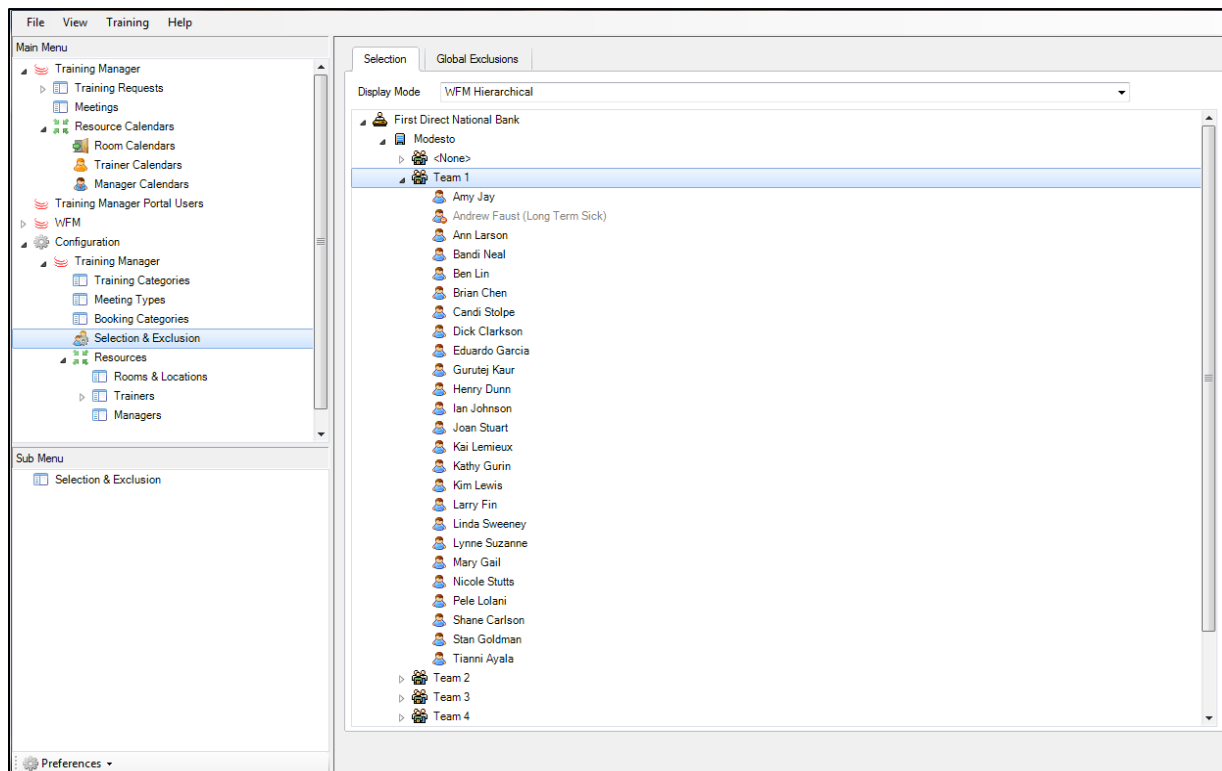 File View Training Help
Main Menu
Training Manager
Training Requests
Meetings
Resource Calendars
Room Calendars
Trainer Calendars
Manager Calendars
Training Manager Portal Users
WFM
Configuration
Training Manager
Training Categories
Meeting Types
Booking Categories
Selection & Exclusion
Resources
Rooms & Locations
Trainers
Managers
Sub Menu
Selection & Exclusion
Preferences
Selection Global Exclusions
Display Mode WFM Hierarchical
First Direct National Bank
Modesto
<None>
Team 1
Amy Jay
Andrew Faust (Long Term Sick)
Ann Larson
Bandi Neal
Ben Lin
Brian Chen
Candi Stolpe
Dick Clarkson
Eduardo Garcia
Gurutej Kaur
Henry Dunn
Ian Johnson
Joan Stuart
Kai Lemieux
Kathy Gurin
Kim Lewis
Larry Fin
Linda Sweeney
Lynne Suzanne
Mary Gail
Nicole Stutts
Pele Lolani
Shane Carlson
Stan Goldman
Tianni Ayala
Team 2
Team 3
Team 4